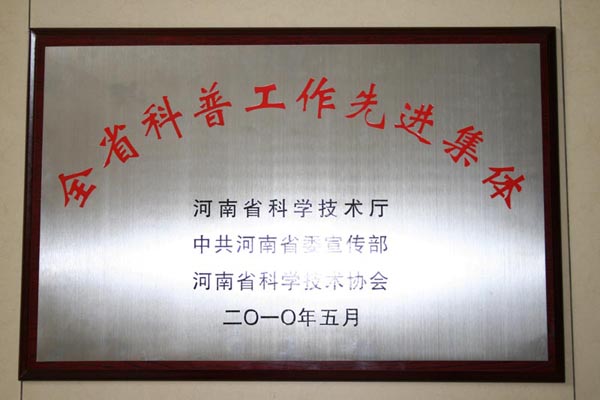 全省科普工作先进集体
河南省科学技术厅
中共河南省委宣传部
河南省科学技术协会
二〇一〇年五月